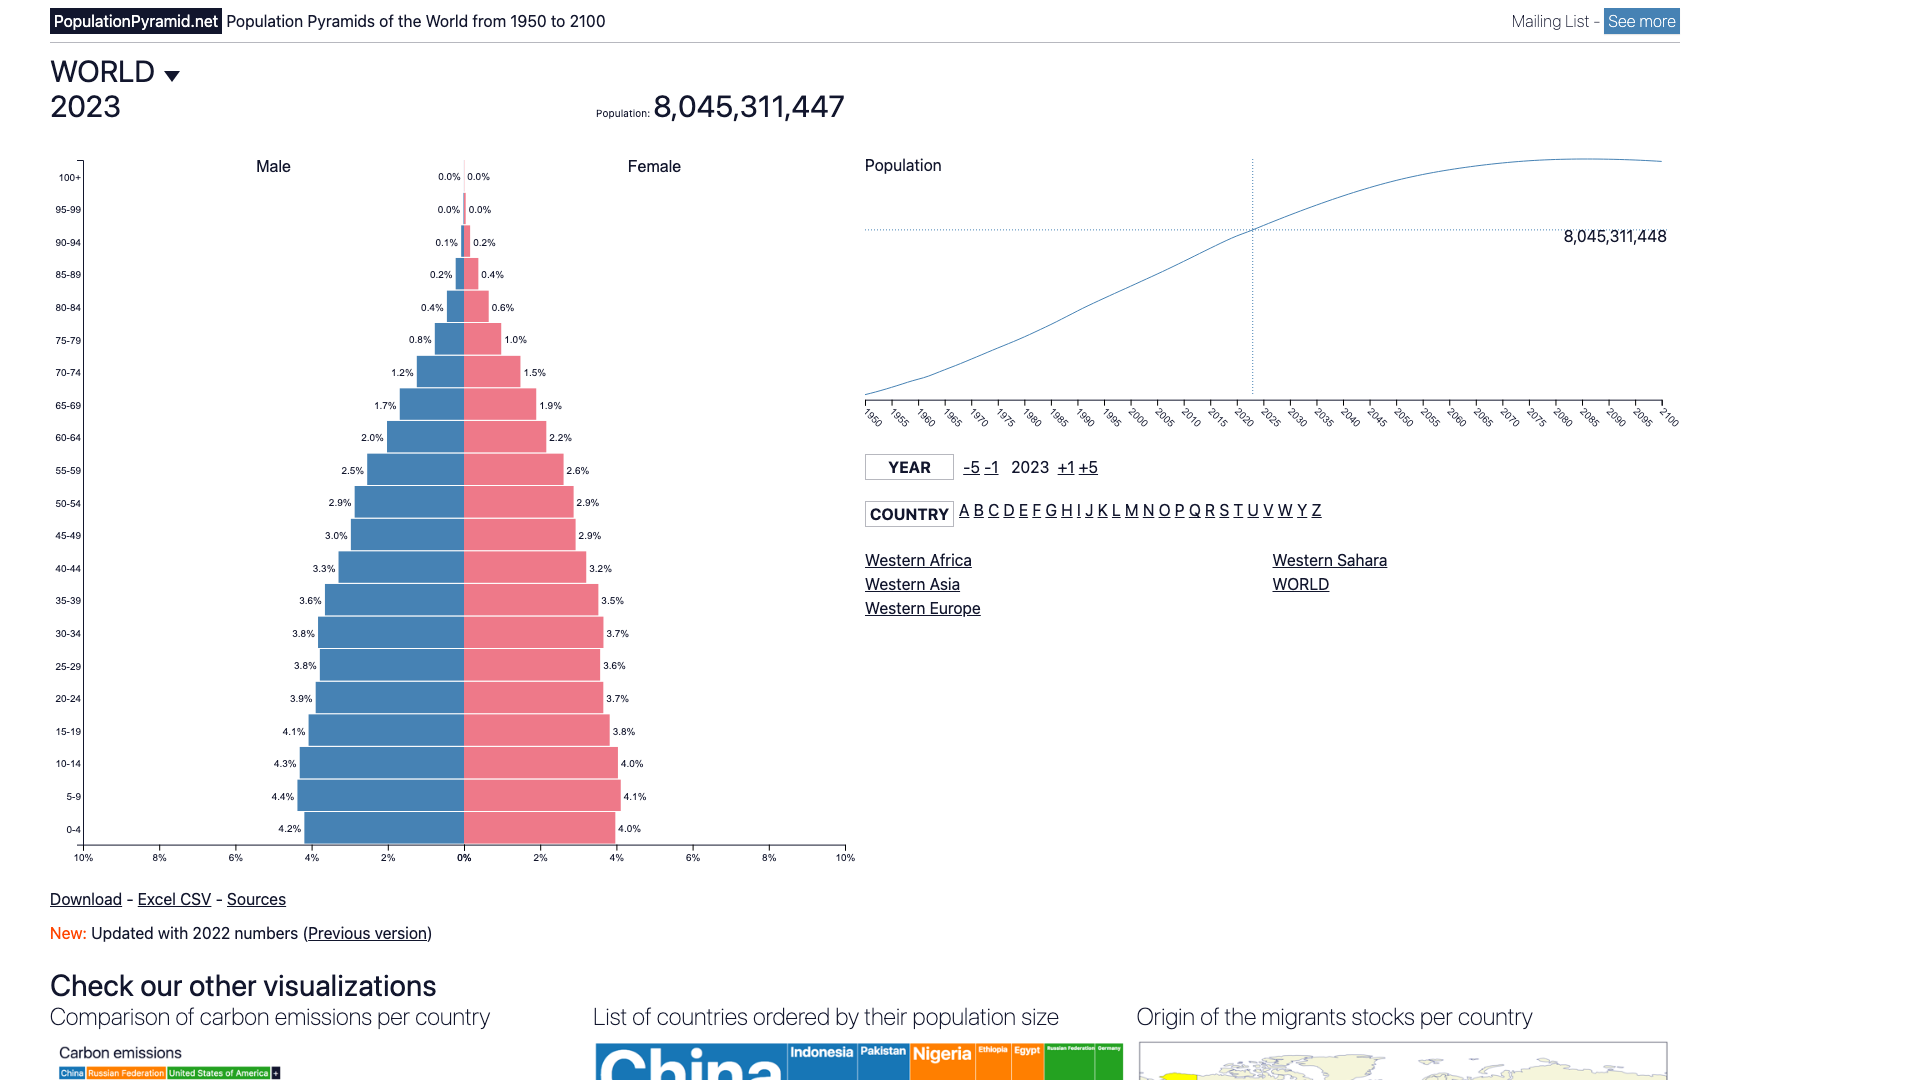 PopulationPyramid.net Population Pyramids of the World from 1950 to 2100
Mailing List - See more
WORLD
2023
Population: 8,045,311,447
Male Female
100+ 0.0% 0.0%
95-99 0.0% 0.0%
90-94 0.1% 0.2%
85-89 0.2% 0.4%
80-84 0.4% 0.6%
75-79 0.8% 1.0%
70-74 1.2% 1.5%
65-69 1.7% 1.9%
60-64 2.0% 2.2%
55-59 2.5% 2.6%
50-54 2.9% 2.9%
45-49 3.0% 2.9%
40-44 3.3% 3.2%
35-39 3.6% 3.5%
30-34 3.8% 3.7%
25-29 3.8% 3.6%
20-24 3.9% 3.7%
15-19 4.1% 3.8%
10-14 4.3% 4.0%
5-9 4.4% 4.1%
0-4 4.2% 4.0%
10% 8% 6% 4% 2% 0% 2% 4% 6% 8% 10%
Population
8,045,311,448
1950 1955 1960 1965 1970 1975 1980 1985 1990 1995 2000 2005 2010 2015 2020 2025 2030 2035 2040 2045 2050 2055 2060 2065 2070 2075 2080 2085 2090 2095 2100
YEAR -5 -1 2023 +1 +5
COUNTRY A B C D E F G H I J K L M N O P Q R S T U V W Y Z
Western Africa
Western Asia
Western Europe
Western Sahara
WORLD
Download - Excel CSV - Sources
New: Updated with 2022 numbers (Previous version)
Check our other visualizations
Comparison of carbon emissions per country
Carbon emissions
China Russian Federation United States of America +
List of countries ordered by their population size
China Indonesia Pakistan Nigeria Ethiopia Egypt Russian Federation Germany
Origin of the migrants stocks per country